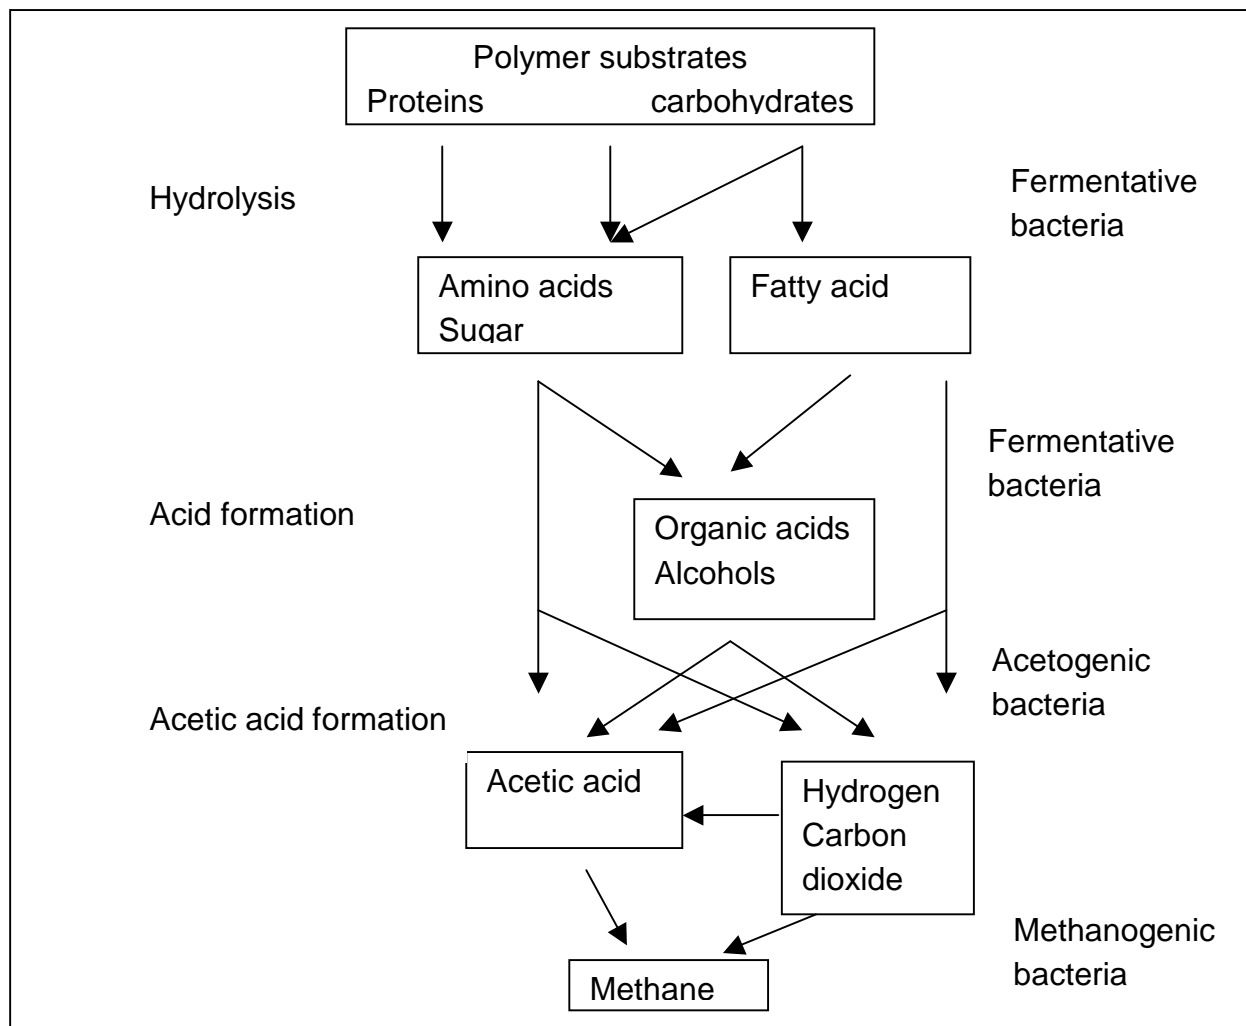 Polymer substrates
Proteins carbohydrates
Hydrolysis
Fermentative
bacteria
Amino acids
Sugar
Fatty acid
Fermentative
bacteria
Acid formation
Organic acids
Alcohols
Acetogenic
bacteria
Acetic acid formation
Acetic acid
Hydrogen
Carbon
dioxide
Methanogenic
bacteria
Methane